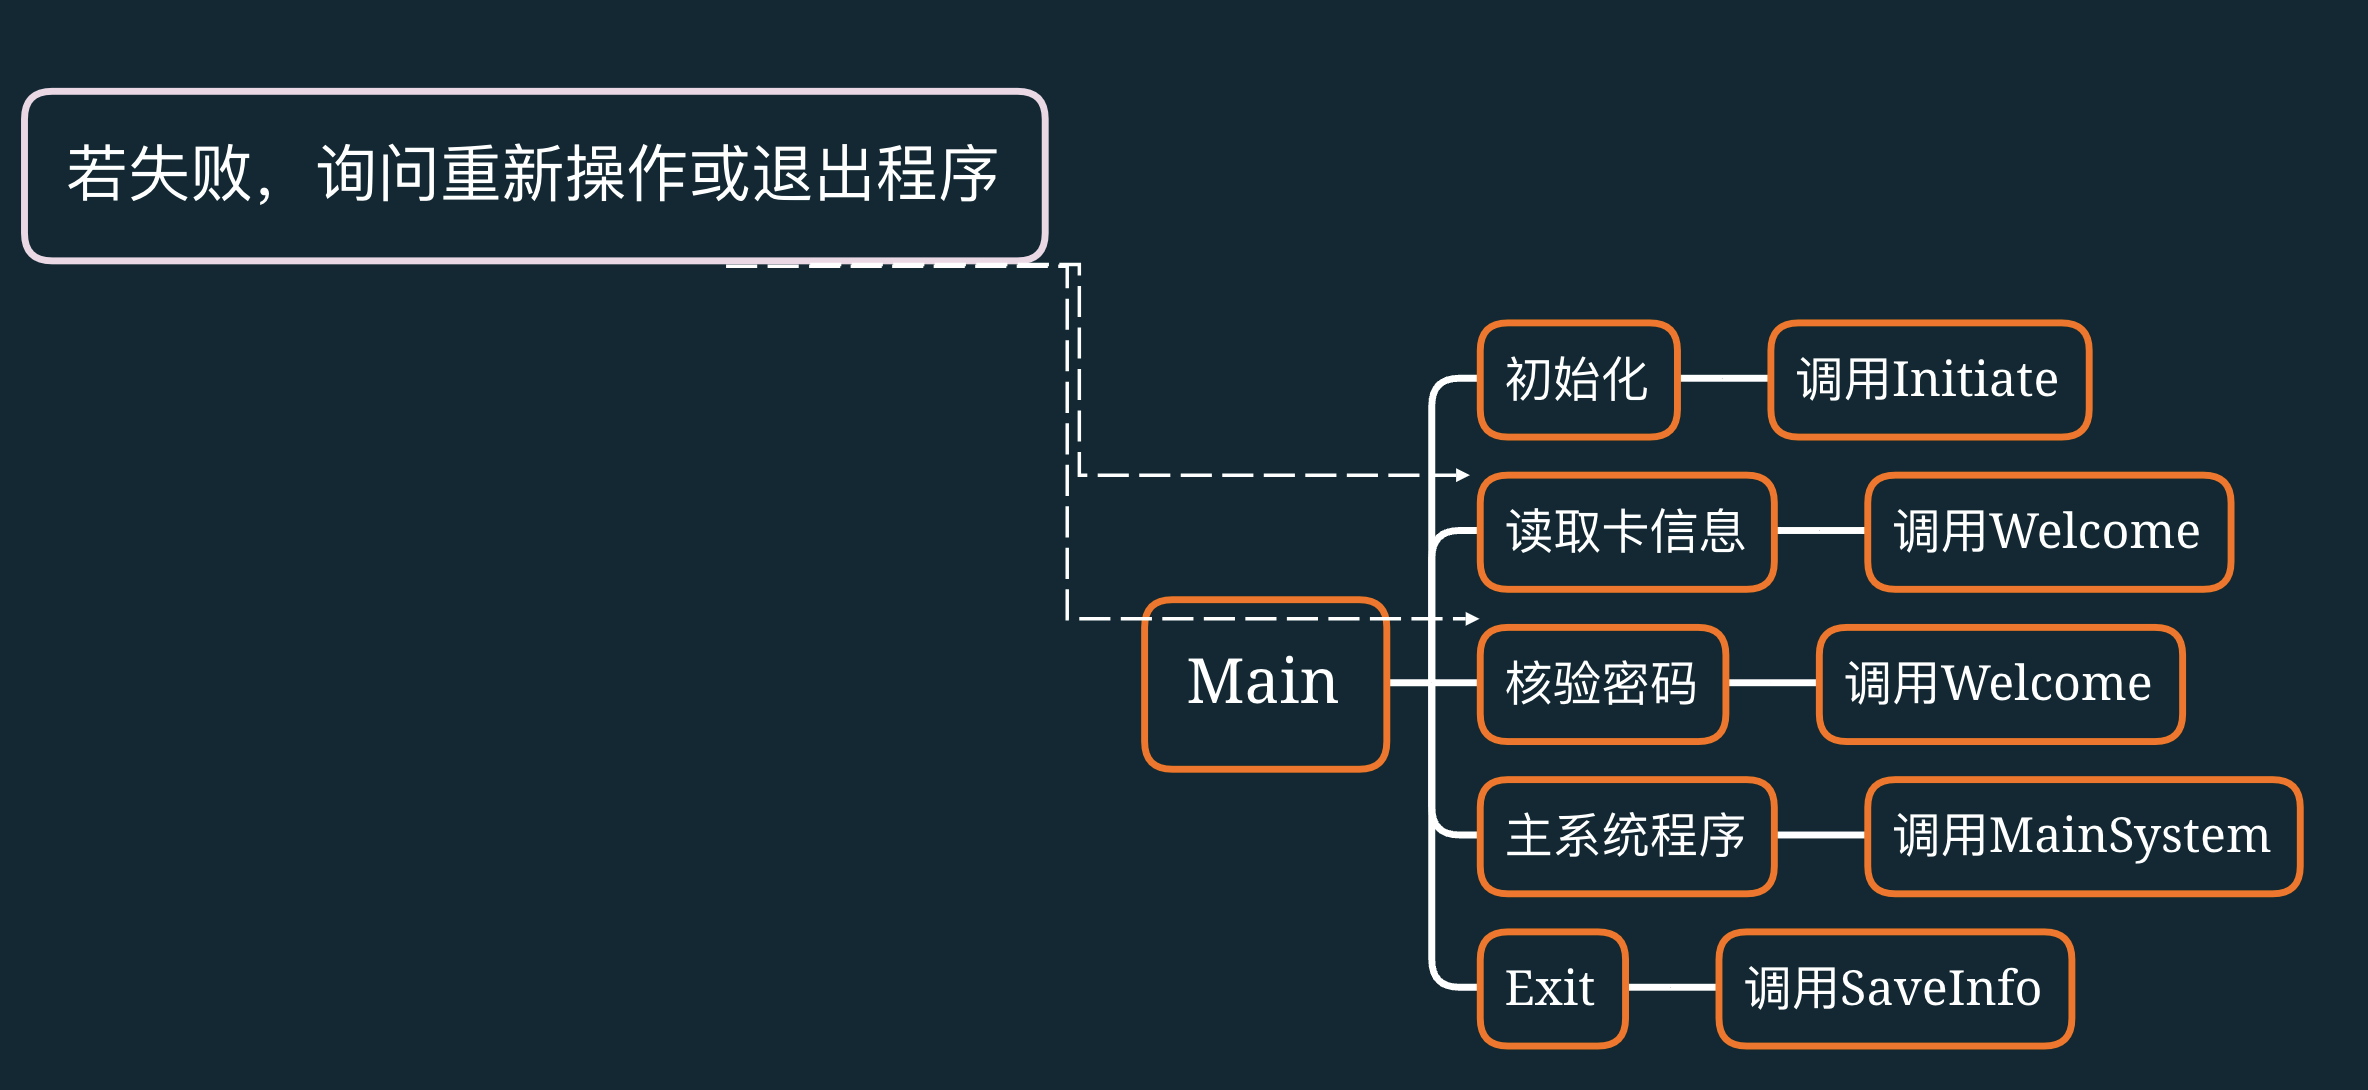 若失败，询问重新操作或退出程序
初始化
调用Initiate
读取卡信息
调用Welcome
Main
核验密码
调用Welcome
主系统程序
调用MainSystem
Exit
调用SaveInfo